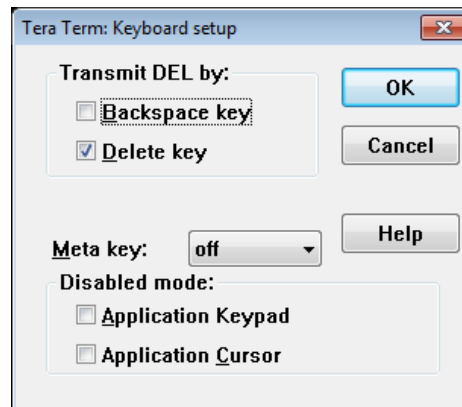 Tera Term: Keyboard setup
Transmit DEL by:
Backspace key
Delete key
OK
Cancel
Meta key:
off
Help
Disabled mode:
Application Keypad
Application Cursor